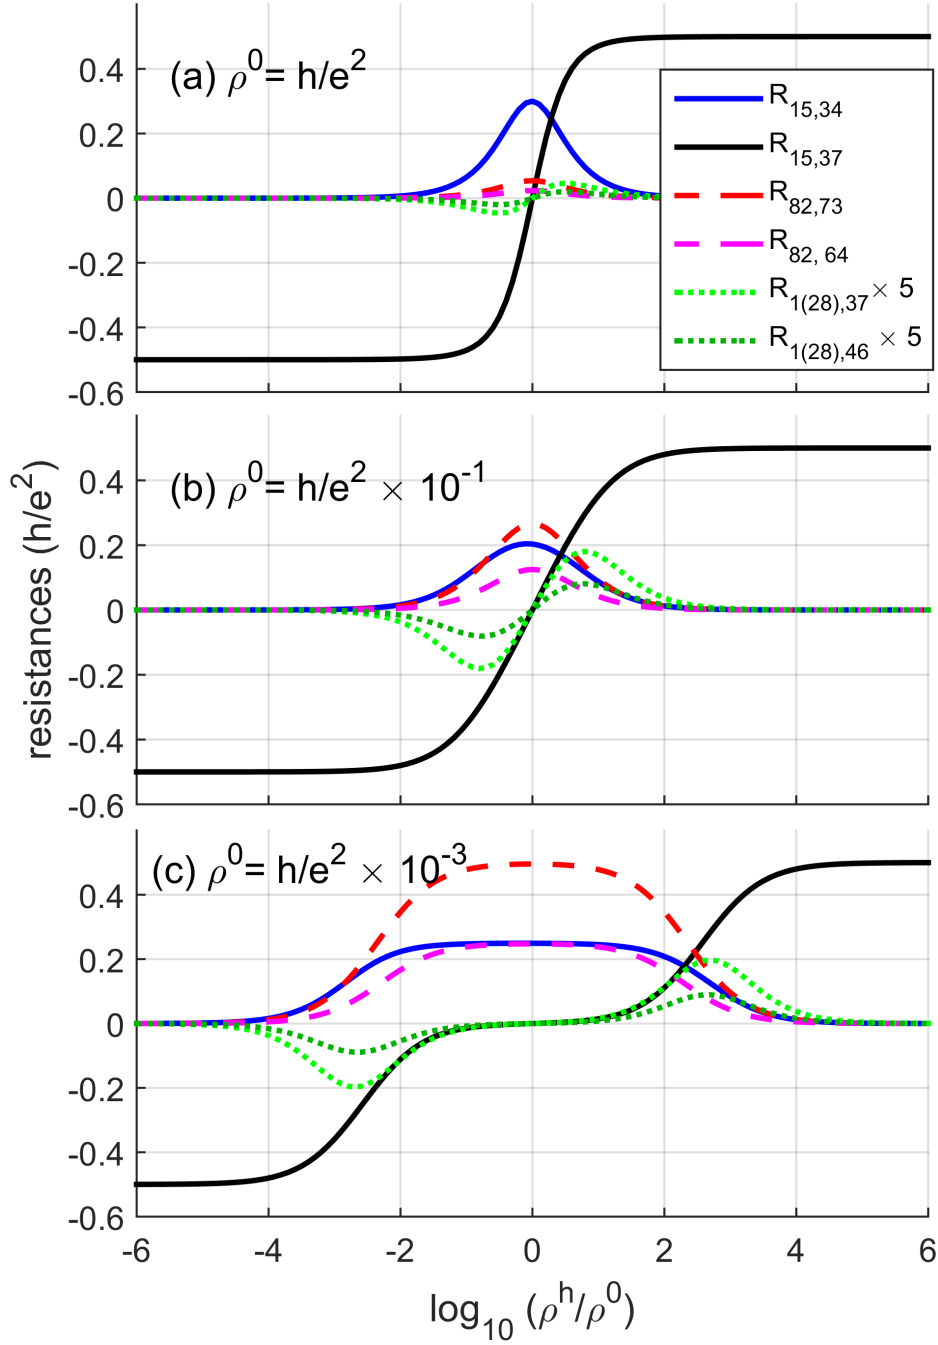 (a) ρ⁰= h/e²
0.4
0.2
0
-0.2
-0.4
-0.6
R₁₅,₃₄
R₁₅,₃₇
R₈₂,₇₃
R₈₂, ₆₄
R₁₍₂₈₎,₃₇× 5
R₁₍₂₈₎,₄₆ × 5
(b) ρ⁰= h/e² × 10⁻¹
0.4
0.2
0
-0.2
-0.4
-0.6
resistances (h/e²)
(c) ρ⁰= h/e² × 10⁻³
0.4
0.2
0
-0.2
-0.4
-0.6
-6 -4 -2 0 2 4 6
log₁₀ (ρʰ/ρ⁰)